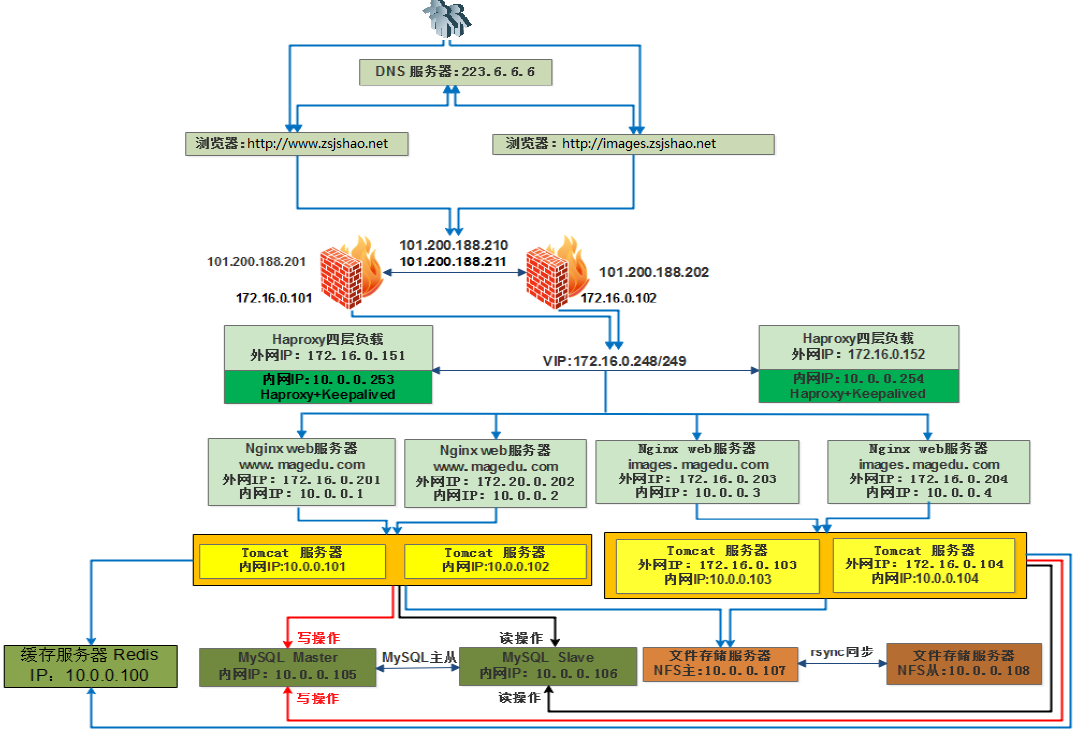 DNS 服务器:223.6.6.6
浏览器:http://www.zsjshao.net
浏览器：http://images.zsjshao.net
101.200.188.210
101.200.188.211
101.200.188.201
101.200.188.202
172.16.0.101
172.16.0.102
Haproxy四层负载
外网IP：172.16.0.151
内网IP:10.0.0.253
Haproxy+Keepalived
VIP:172.16.0.248/249
Haproxy四层负载
外网IP：172.16.0.152
内网IP:10.0.0.254
Haproxy+Keepalived
Nginx web服务器
www.magedu.com
外网IP：172.16.0.201
内网IP：10.0.0.1
Nginx web服务器
www.magedu.com
外网IP：172.20.0.202
内网IP：10.0.0.2
Nginx web服务器
images.magedu.com
外网IP：172.16.0.203
内网IP：10.0.0.3
Nginx web服务器
images.magedu.com
外网IP：172.16.0.204
内网IP：10.0.0.4
Tomcat 服务器
内网IP:10.0.0.101
Tomcat 服务器
内网IP:10.0.0.102
Tomcat 服务器
外网IP：172.16.0.103
内网IP:10.0.0.103
Tomcat 服务器
外网IP：172.16.0.104
内网IP:10.0.0.104
写操作
读操作
缓存服务器 Redis
IP：10.0.0.100
MySQL Master
内网IP：10.0.0.105
MySQL主从
MySQL Slave
内网IP：10.0.0.106
文件存储服务器
NFS主:10.0.0.107
rsync同步
文件存储服务器
NFS从:10.0.0.108
写操作
读操作